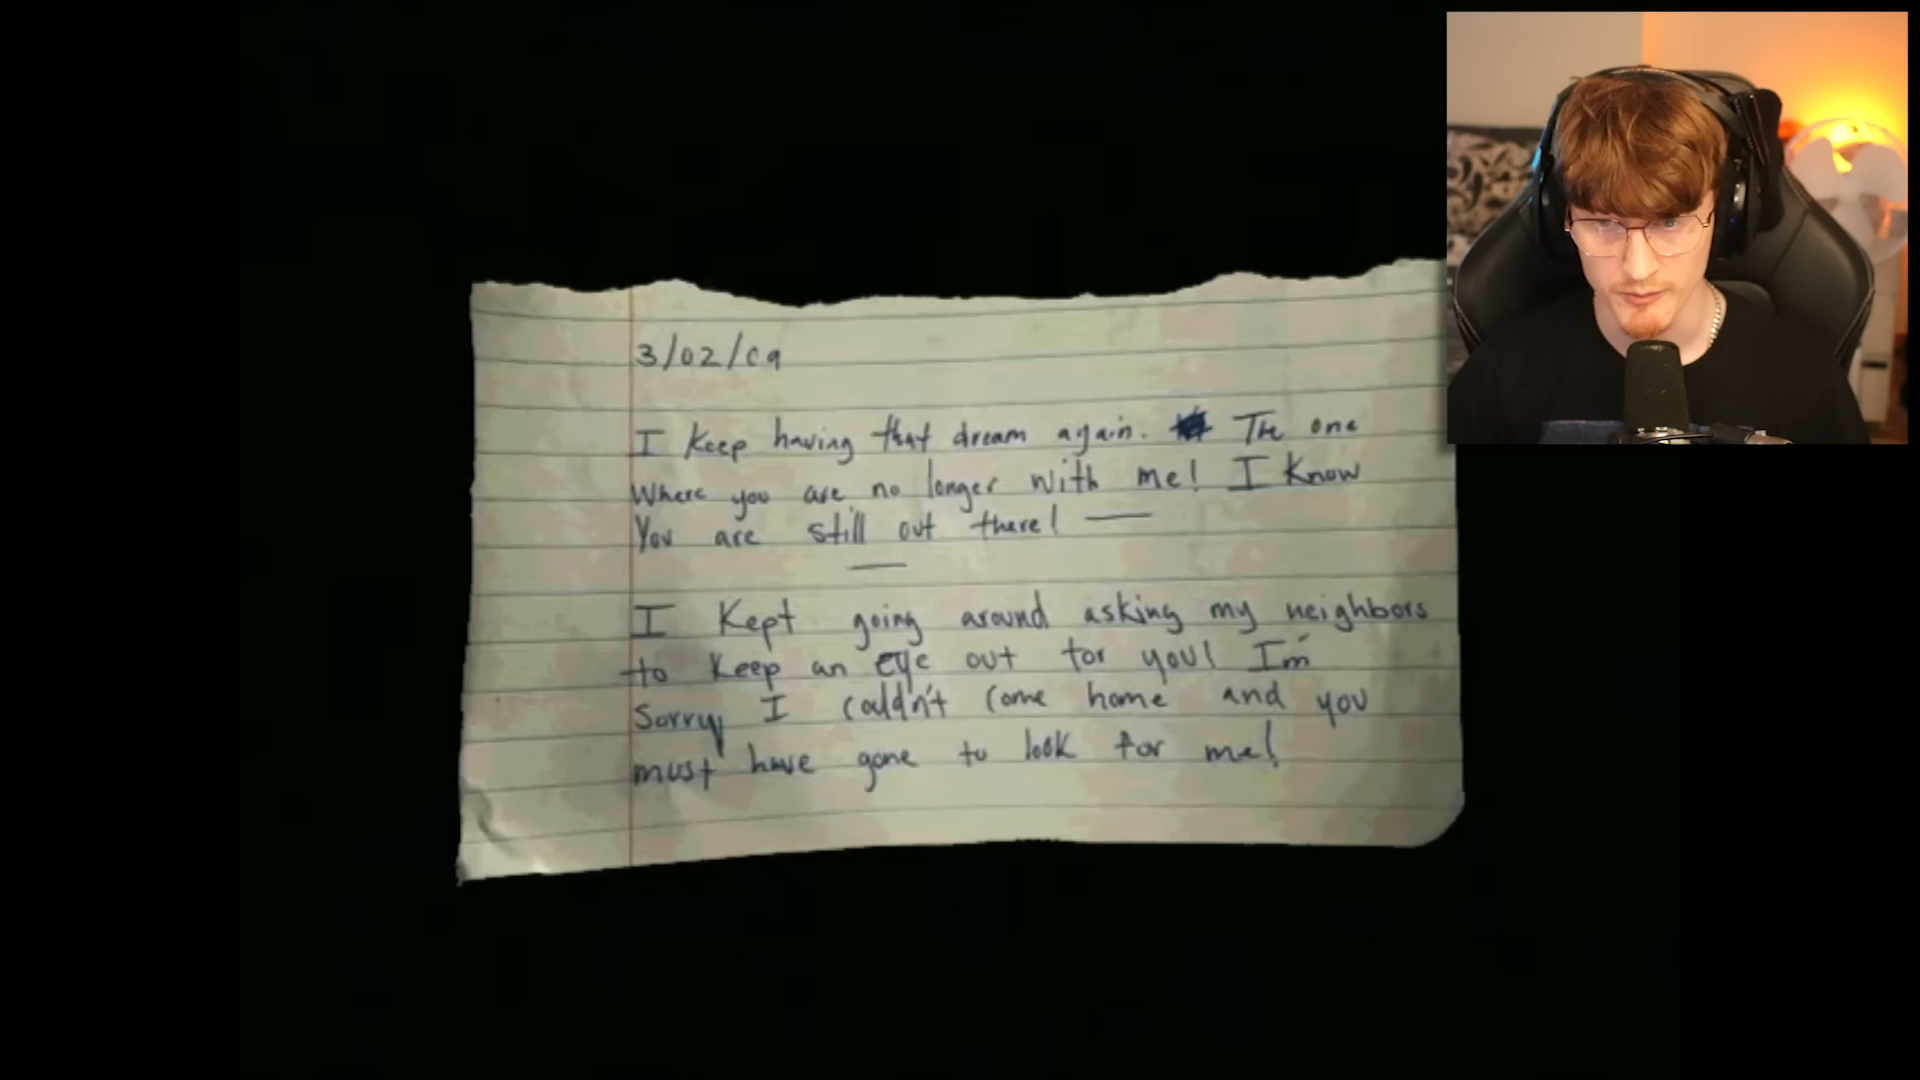 3/02/09
I Keep having that dream again. The one
Where you are no longer with me! I Know
You are still out there! —
—
I Kept going around asking my neighbors
to Keep an eye out for you! I'm
Sorry I couldn't come home and you
must have gone to look for me!